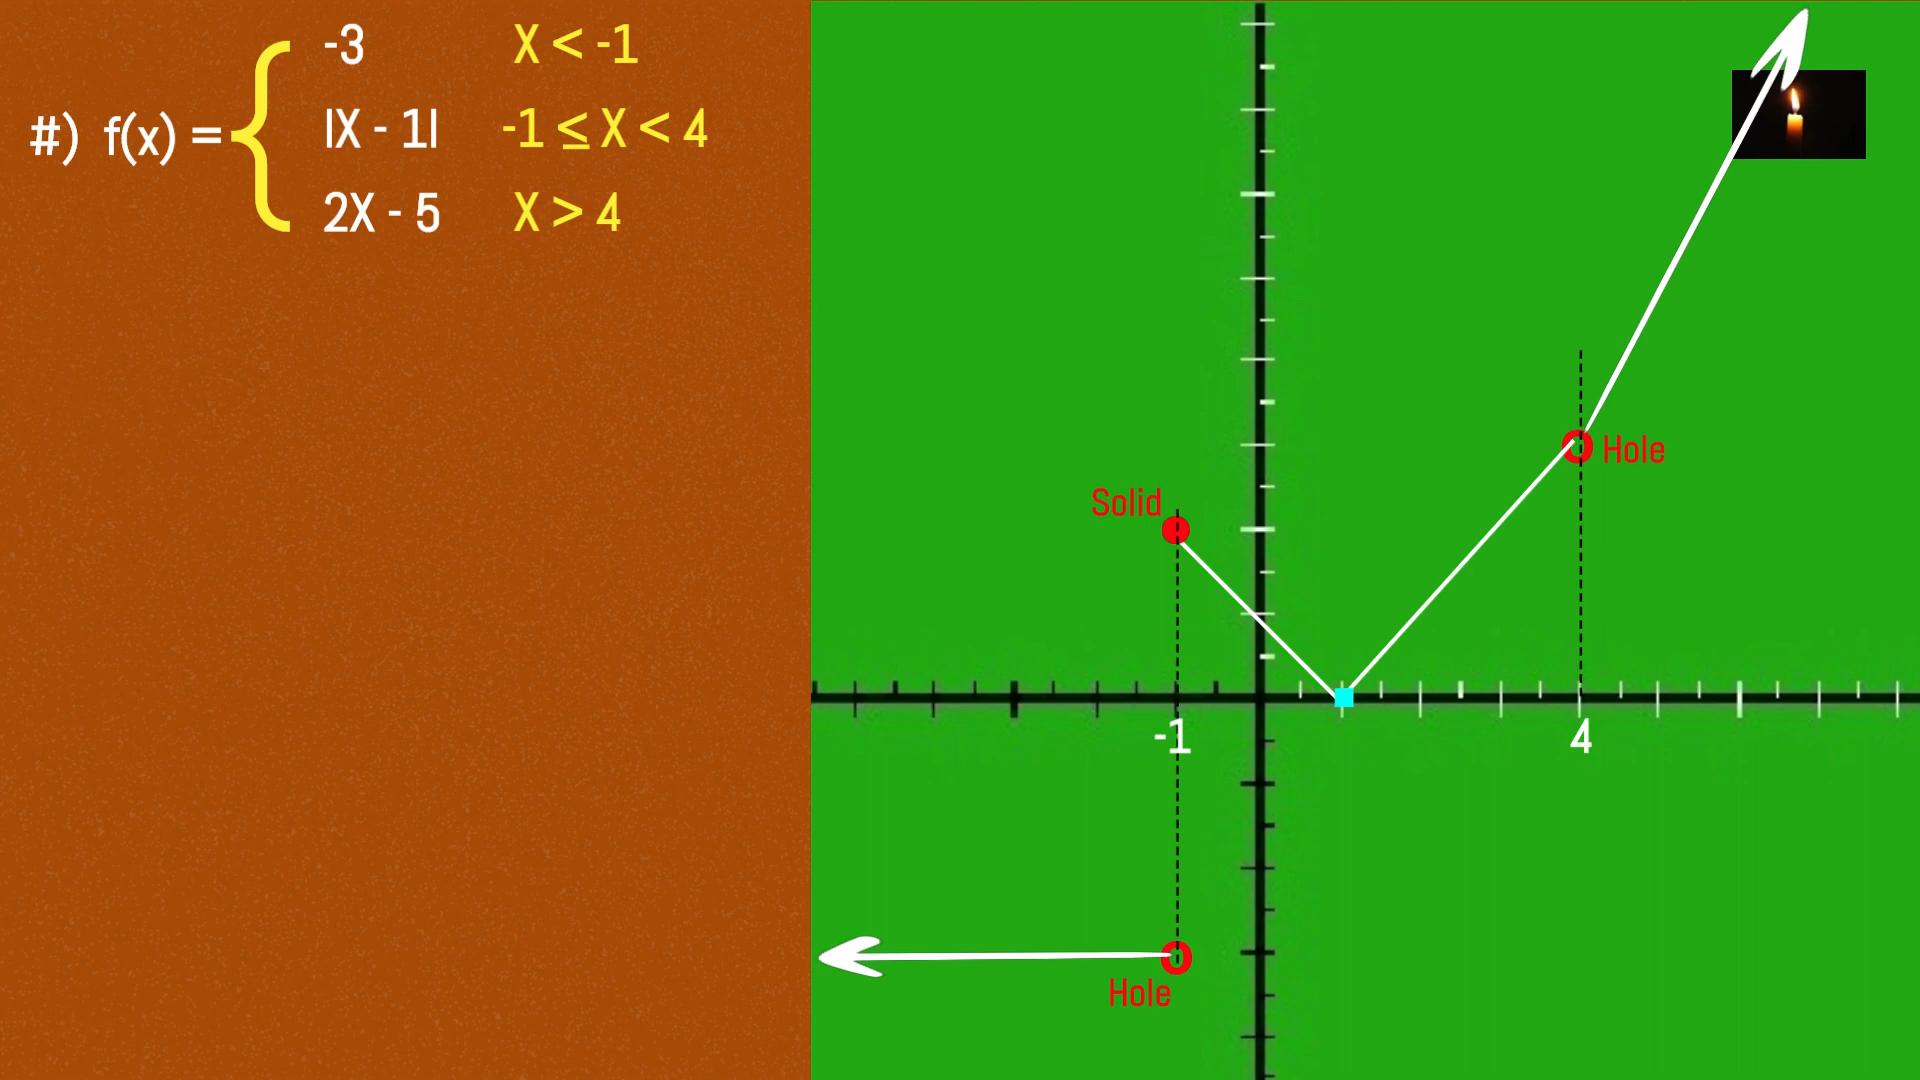 -3 X < -1
#) f(x) = { |X - 1| -1 ≤ X < 4
2X - 5 X > 4
Solid
Hole
-1 4
Hole